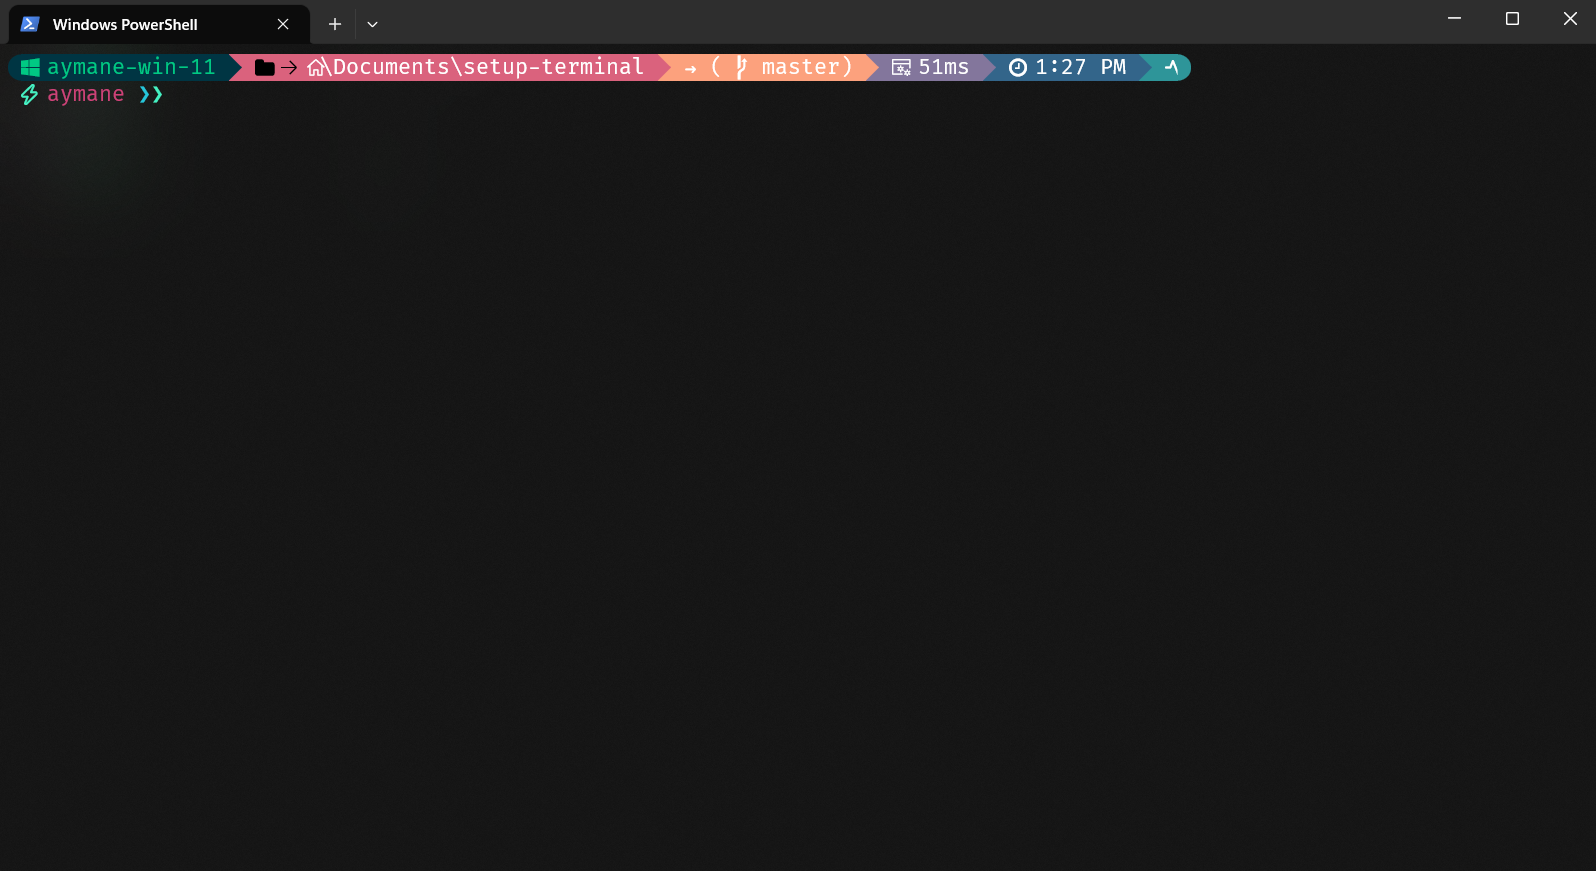 Windows PowerShell
aymane-win-11 → \Documents\setup-terminal → ( master) 51ms 1:27 PM
aymane ❯❯